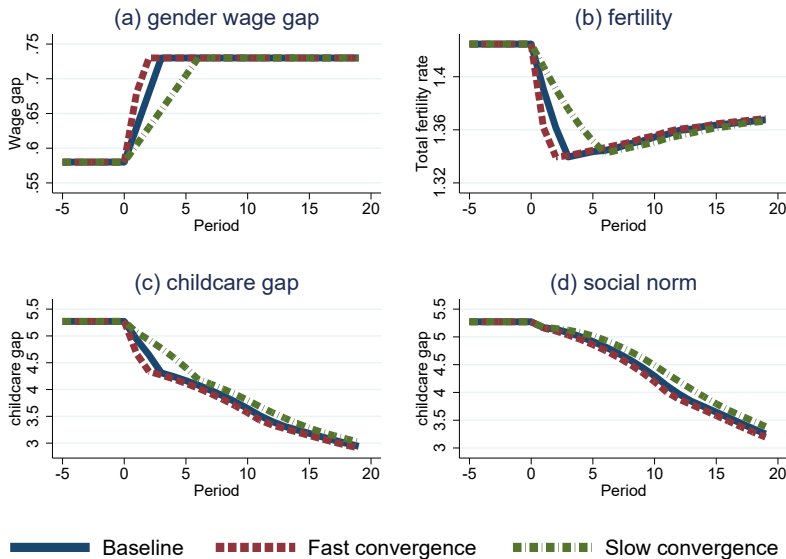 (a) gender wage gap
Wage gap
.55 .6 .65 .7 .75
-5 0 5 10 15 20
Period
(b) fertility
Total fertility rate
1.32 1.36 1.4
-5 0 5 10 15 20
Period
(c) childcare gap
childcare gap
3 3.5 4 4.5 5 5.5
-5 0 5 10 15 20
Period
(d) social norm
childcare gap
3 3.5 4 4.5 5 5.5
-5 0 5 10 15 20
Period
Baseline Fast convergence Slow convergence